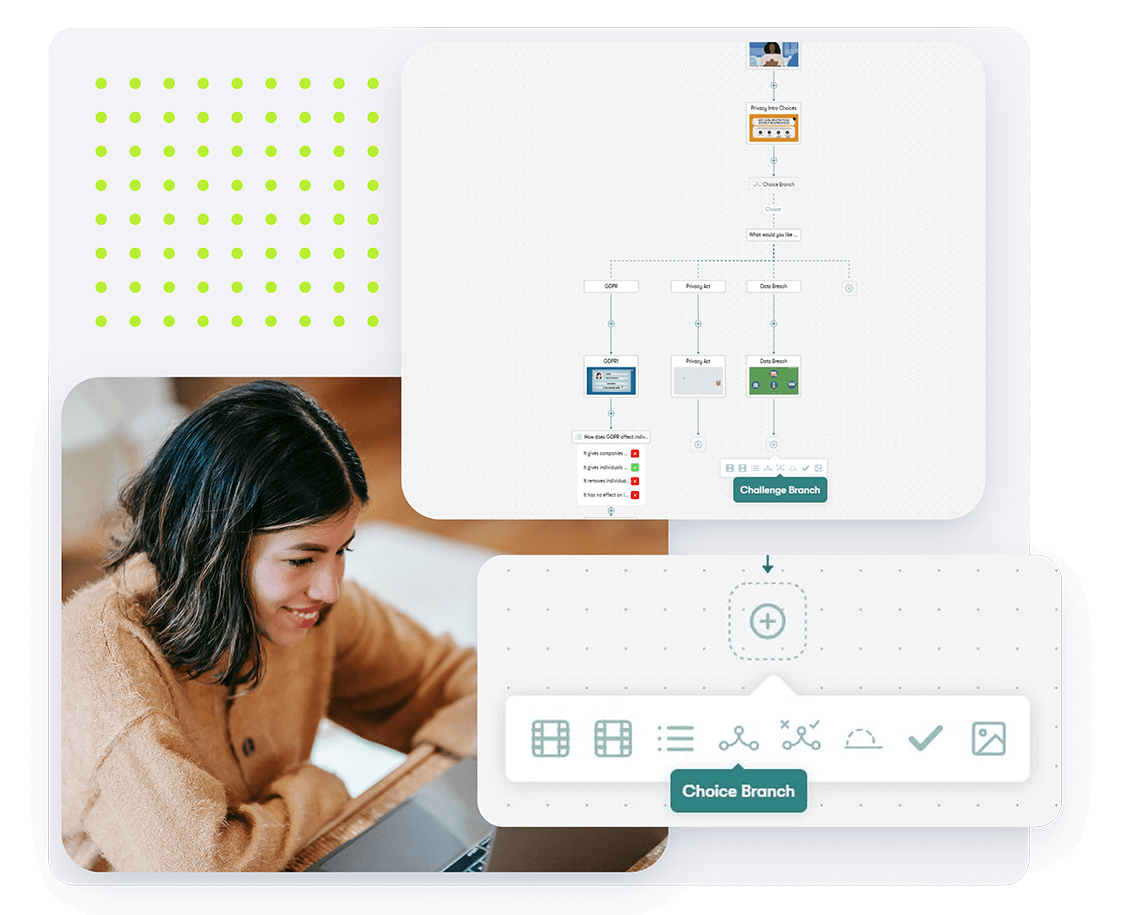 Privacy Intro Choices
Choice Branch
Choice
What would you like ...
GDPR
Privacy Act
Data Breach
GDPR1
Privacy Act
Data Breach
How does GDPR affect indiv...
It gives companies ...
It gives individuals ...
It removes individua...
It has no effect on i...
Challenge Branch
Choice Branch